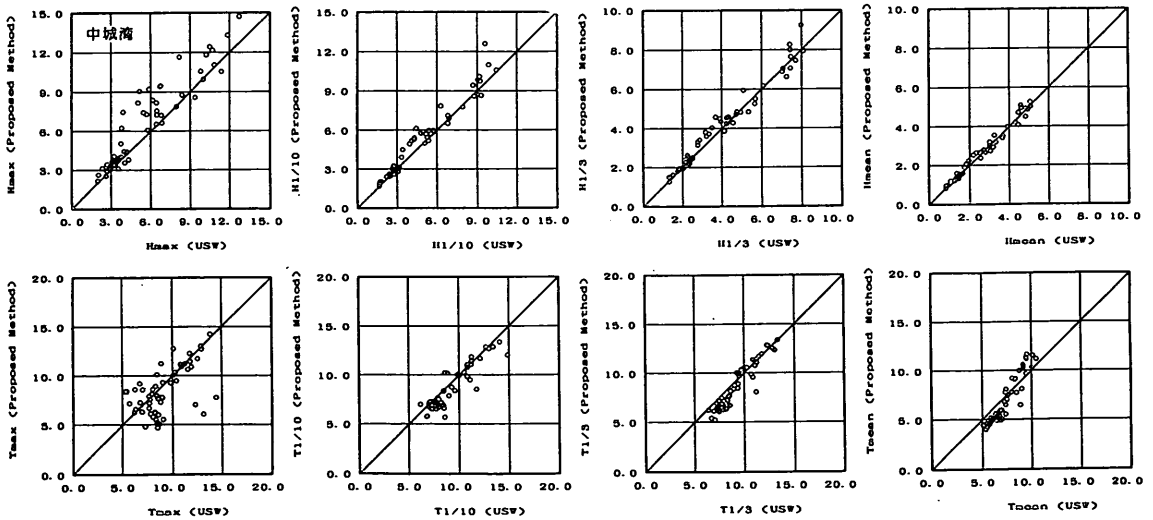 中城湾
Hmax (Proposed Method)
15.0
12.0
9.0
6.0
3.0
0.0
0.0 3.0 6.0 9.0 12.0 15.0
Hmax (USW)
H1/10 (Proposed Method)
15.0
12.0
9.0
6.0
3.0
0.0
0.0 3.0 6.0 9.0 12.0 15.0
H1/10 (USW)
H1/3 (Proposed Method)
10.0
8.0
6.0
4.0
2.0
0.0
0.0 2.0 4.0 6.0 8.0 10.0
H1/3 (USW)
Hmean (Proposed Method)
10.0
8.0
6.0
4.0
2.0
0.0
0.0 2.0 4.0 6.0 8.0 10.0
Hmean (USW)
Tmax (Proposed Method)
20.0
15.0
10.0
5.0
0.0
0.0 5.0 10.0 15.0 20.0
Tmax (USW)
T1/10 (Proposed Method)
20.0
15.0
10.0
5.0
0.0
0.0 5.0 10.0 15.0 20.0
T1/10 (USW)
T1/3 (Proposed Method)
20.0
15.0
10.0
5.0
0.0
0.0 5.0 10.0 15.0 20.0
T1/3 (USW)
Tmean (Proposed Method)
20.0
15.0
10.0
5.0
0.0
0.0 5.0 10.0 15.0 20.0
Tmean (USW)